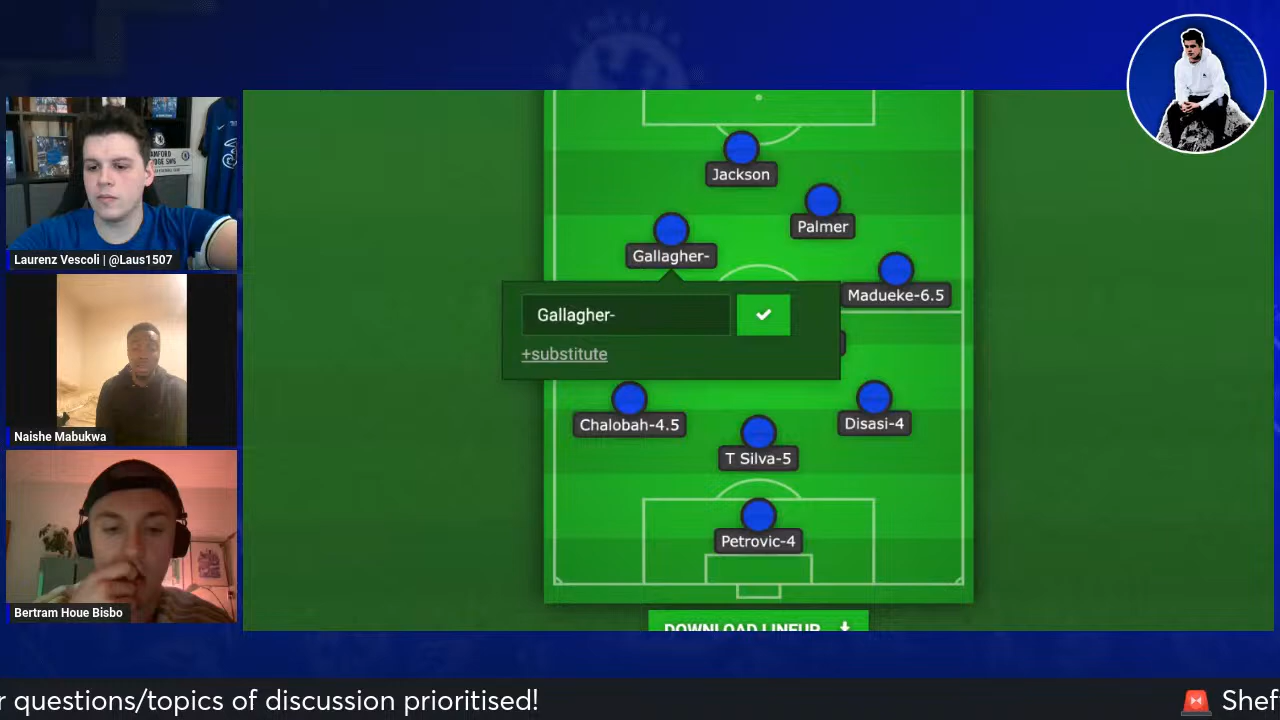 Laurenz Vescoli | @Laus1507
Naishe Mabukwa
Bertram Houe Bisbo
Jackson
Palmer
Gallagher-
Madueke-6.5
Gallagher-
+substitute
Chalobah-4.5
Disasi-4
T Silva-5
Petrovic-4
DOWNLOAD LINEUP
r questions/topics of discussion prioritised!
Shef